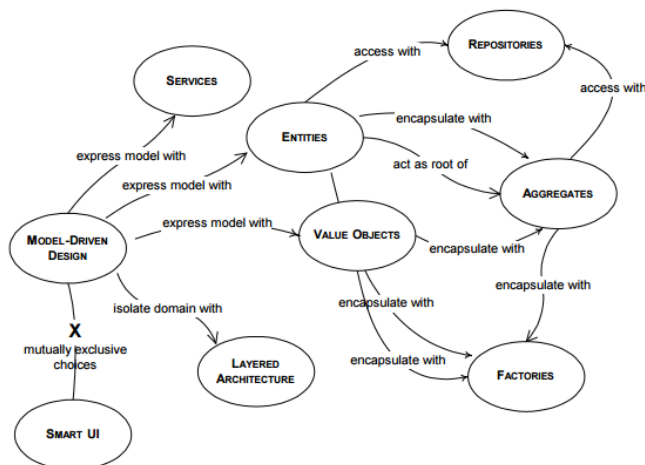 REPOSITORIES
access with
SERVICES
access with
encapsulate with
ENTITIES
express model with
act as root of
express model with
AGGREGATES
express model with
VALUE OBJECTS
MODEL-DRIVEN
DESIGN
encapsulate with
encapsulate with
encapsulate with
isolate domain with
X
mutually exclusive
choices
encapsulate with
LAYERED
ARCHITECTURE
FACTORIES
SMART UI